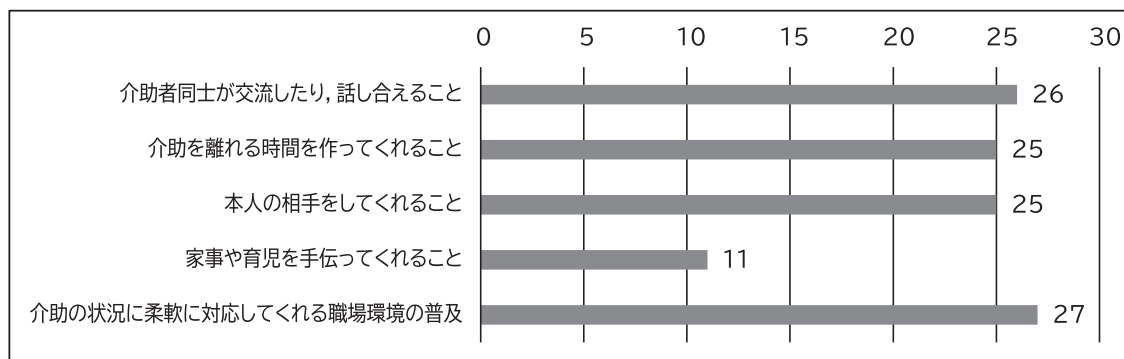 0 5 10 15 20 25 30
介助者同士が交流したり，話し合えること 26
介助を離れる時間を作ってくれること 25
本人の相手をしてくれること 25
家事や育児を手伝ってくれること 11
介助の状況に柔軟に対応してくれる職場環境の普及 27